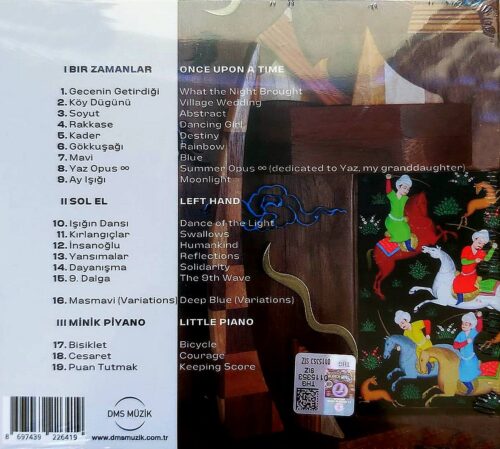 I BIR ZAMANLAR ONCE UPON A TIME
1. Gecenin Getirdiği What the Night Brought
2. Köy Düğünü Village Wedding
3. Soyut Abstract
4. Rakkase Dancing Girl
5. Kader Destiny
6. Gökkuşağı Rainbow
7. Mavi Blue
8. Yaz Opus ∞ Summer Opus ∞ (dedicated to Yaz, my granddaughter)
9. Ay Işığı Moonlight
II SOL EL LEFT HAND
10. Işığın Dansı Dance of the Light
11. Kırlangıçlar Swallows
12. İnsanoğlu Humankind
13. Yansımalar Reflections
14. Dayanışma Solidarity
15. 9. Dalga The 9th Wave
16. Masmavi (Variations) Deep Blue (Variations)
III MİNİK PİYANO LITTLE PIANO
17. Bisiklet Bicycle
18. Cesaret Courage
19. Puan Tutmak Keeping Score
DMS MÜZİK
www.dmsmuzik.com.tr
8 697439 226419